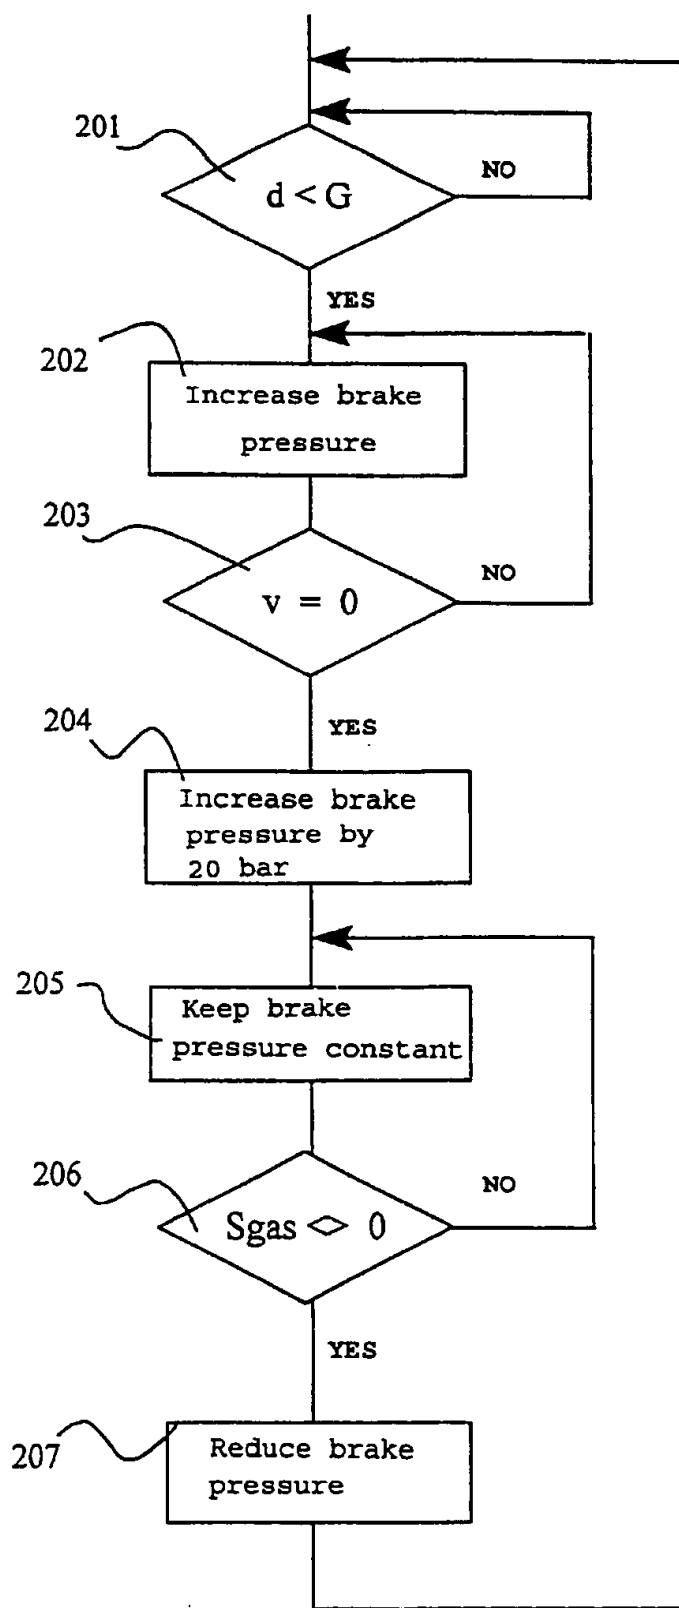 201
d < G
NO
YES
202
Increase brake
pressure
203
v = 0
NO
YES
204
Increase brake
pressure by
20 bar
205
Keep brake
pressure constant
206
Sgas <> 0
NO
YES
207
Reduce brake
pressure